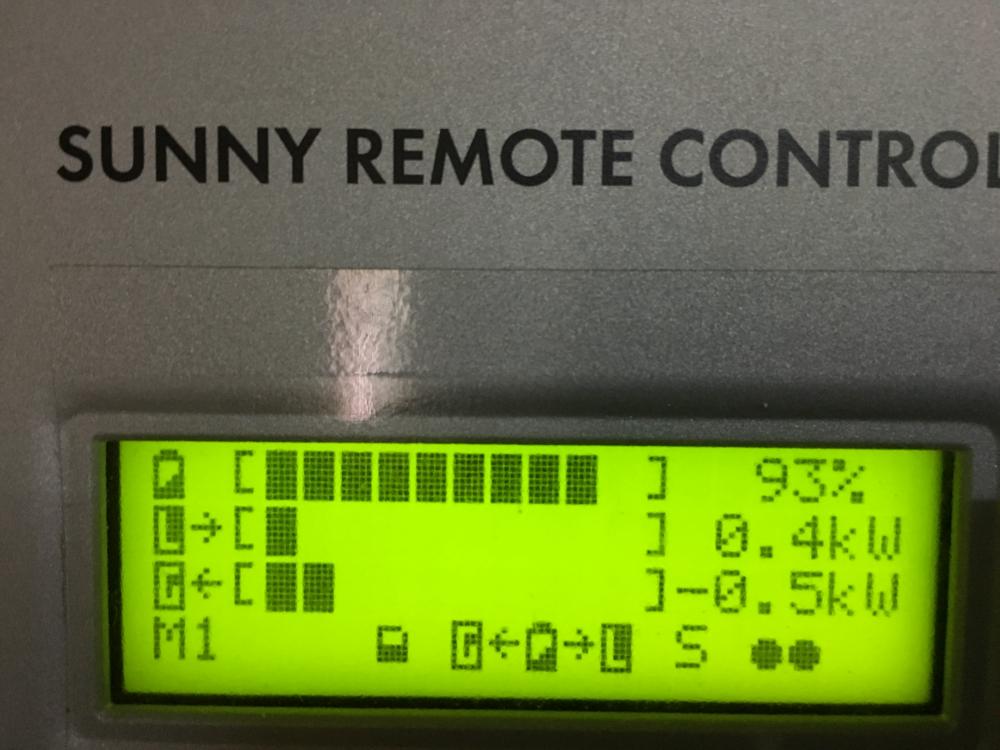 SUNNY REMOTE CONTROL
[ ] 93%
L→[ ] 0.4kW
G←[ ]-0.5kW
M1 G← →L S ●●